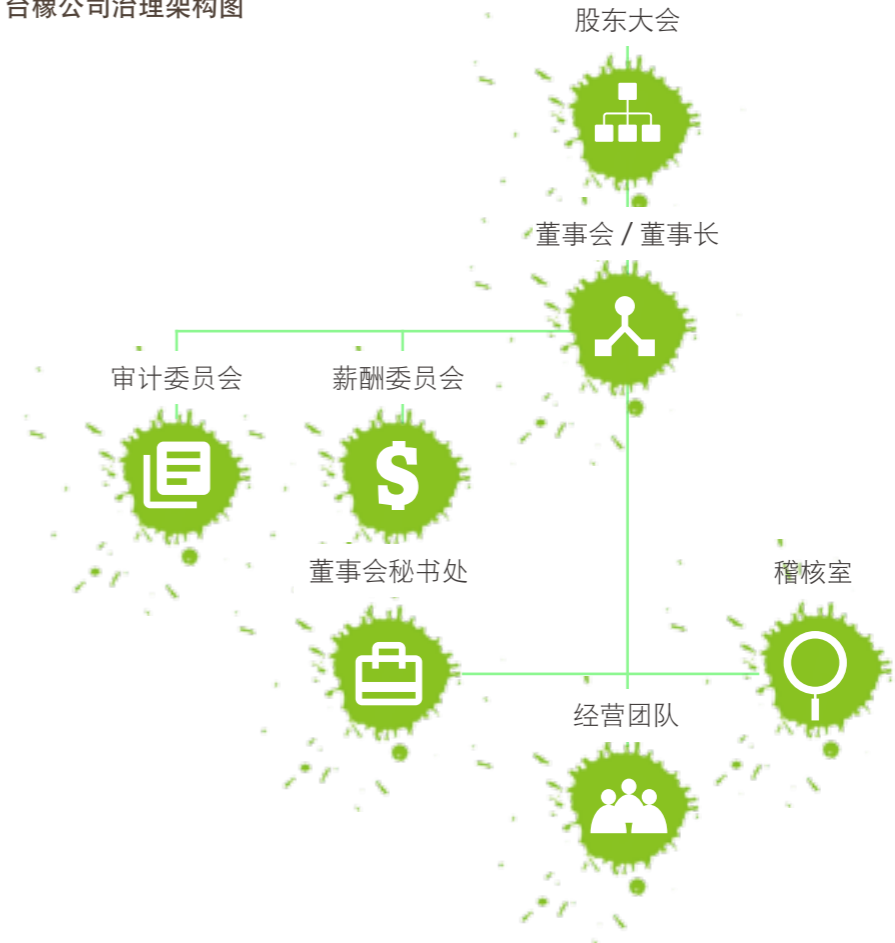 台橡公司治理架构图
股东大会
董事会 / 董事长
审计委员会
薪酬委员会
董事会秘书处
稽核室
经营团队